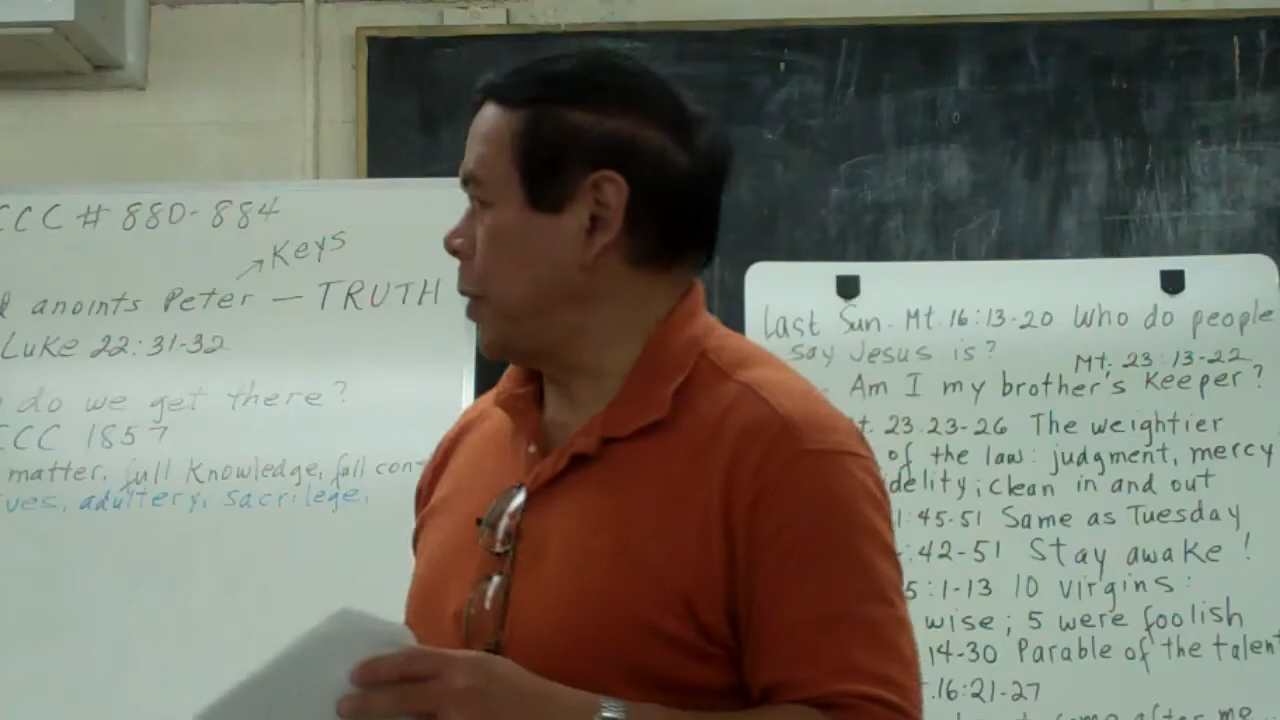 CCC # 880-884
Keys
anoints Peter — TRUTH
Luke 22:31-32
do we get there?
CCC 1857
matter, full knowledge, full con-
ves, adultery, sacrilege,
Last Sun. Mt. 16:13-20 Who do people
say Jesus is?
Mt. 23:13-22
Am I my brother's keeper?
t. 23:23-26 The weightier
of the law: judgment, mercy
delity; clean in and out
1:45-51 Same as Tuesday
:42-51 Stay awake!
5:1-13 10 Virgins:
wise; 5 were foolish
14-30 Parable of the talent
.16:21-27
after me